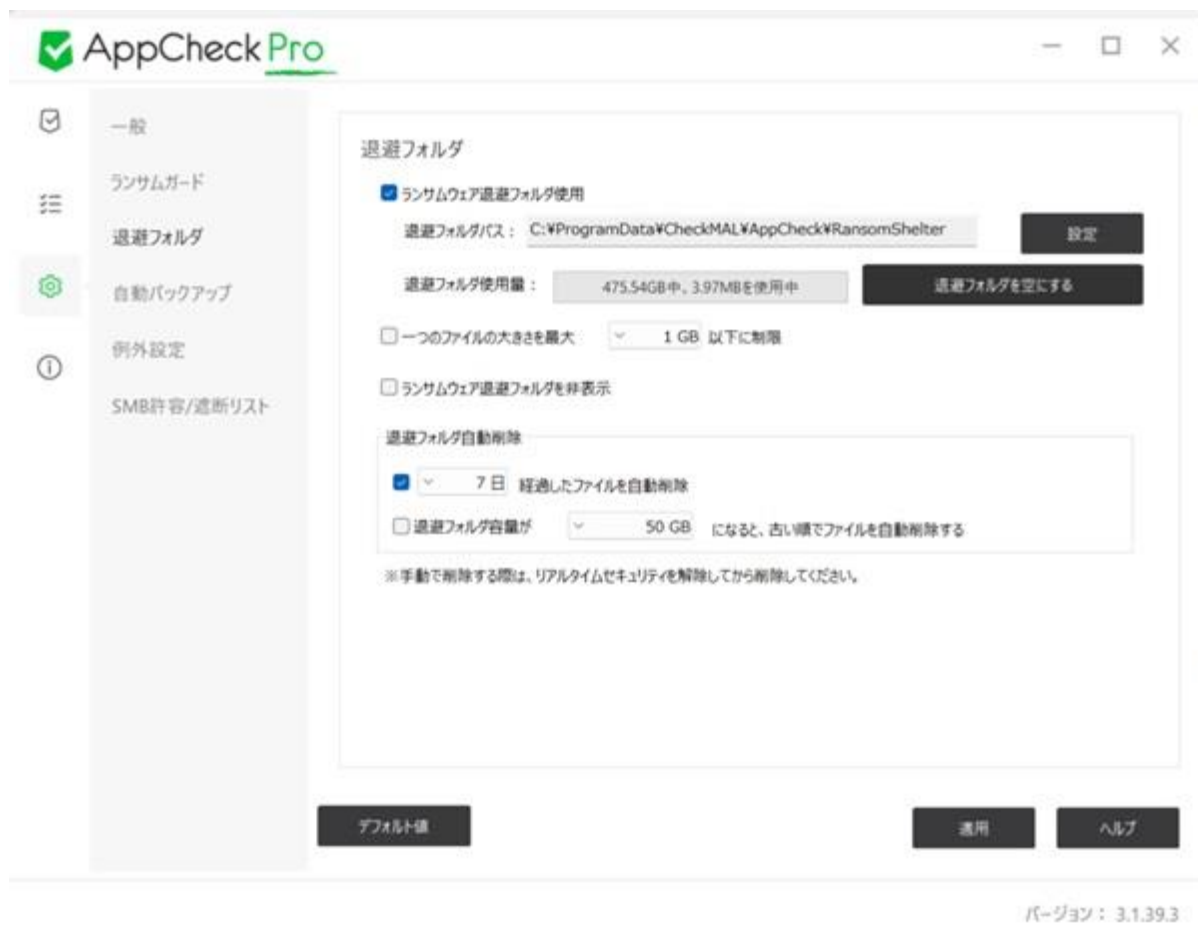 AppCheck Pro
一般
ランサムガード
退避フォルダ
自動バックアップ
例外設定
SMB許容/遮断リスト
退避フォルダ
ランサムウェア退避フォルダ使用
退避フォルダパス： C:¥ProgramData¥CheckMAL¥AppCheck¥RansomShelter 設定
退避フォルダ使用量： 475.54GB中、3.97MBを使用中 退避フォルダを空にする
一つのファイルの大きさを最大 1 GB 以下に制限
ランサムウェア退避フォルダを非表示
退避フォルダ自動削除
7 日 経過したファイルを自動削除
退避フォルダ容量が 50 GB になると、古い順でファイルを自動削除する
※手動で削除する際は、リアルタイムセキュリティを解除してから削除してください。
デフォルト値 適用 ヘルプ
バージョン： 3.1.39.3